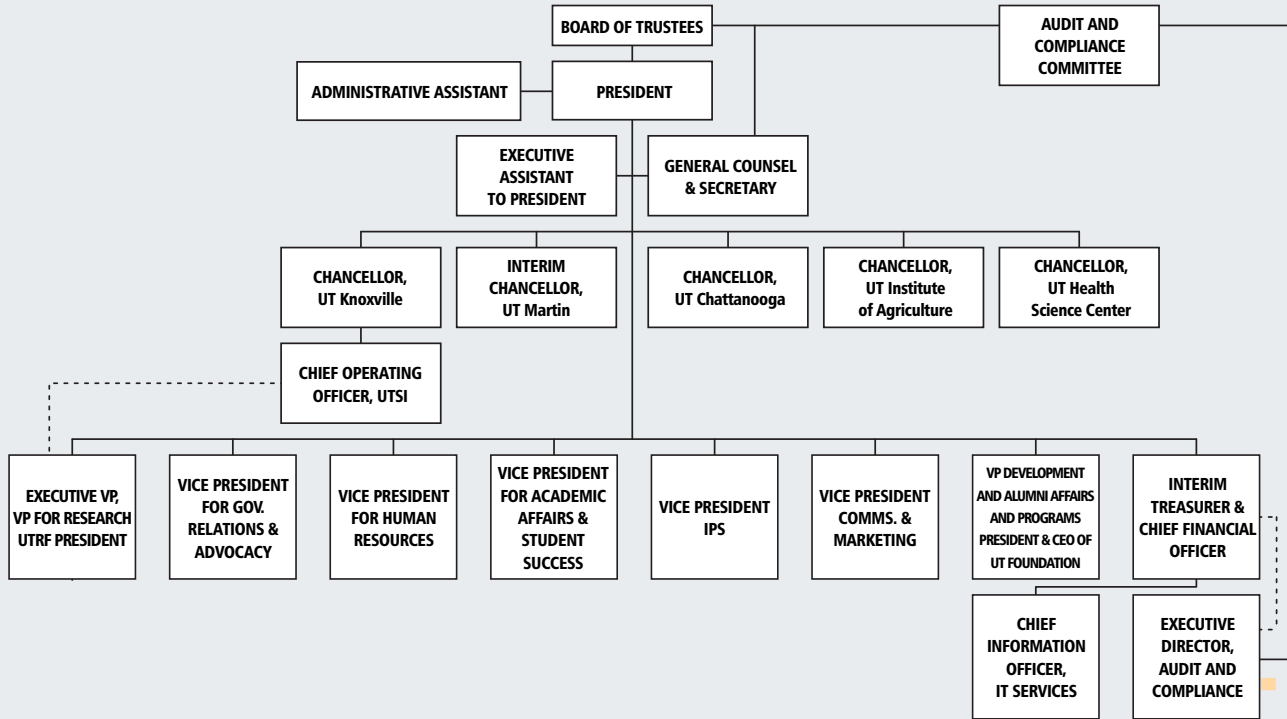 BOARD OF TRUSTEES
AUDIT AND
COMPLIANCE
COMMITTEE
ADMINISTRATIVE ASSISTANT
PRESIDENT
EXECUTIVE
ASSISTANT
TO PRESIDENT
GENERAL COUNSEL
& SECRETARY
CHANCELLOR,
UT Knoxville
INTERIM
CHANCELLOR,
UT Martin
CHANCELLOR,
UT Chattanooga
CHANCELLOR,
UT Institute
of Agriculture
CHANCELLOR,
UT Health
Science Center
CHIEF OPERATING
OFFICER, UTSI
EXECUTIVE VP,
VP FOR RESEARCH
UTRF PRESIDENT
VICE PRESIDENT
FOR GOV.
RELATIONS &
ADVOCACY
VICE PRESIDENT
FOR HUMAN
RESOURCES
VICE PRESIDENT
FOR ACADEMIC
AFFAIRS &
STUDENT
SUCCESS
VICE PRESIDENT
IPS
VICE PRESIDENT
COMMS. &
MARKETING
VP DEVELOPMENT
AND ALUMNI AFFAIRS
AND PROGRAMS
PRESIDENT & CEO OF
UT FOUNDATION
INTERIM
TREASURER &
CHIEF FINANCIAL
OFFICER
CHIEF
INFORMATION
OFFICER,
IT SERVICES
EXECUTIVE
DIRECTOR,
AUDIT AND
COMPLIANCE